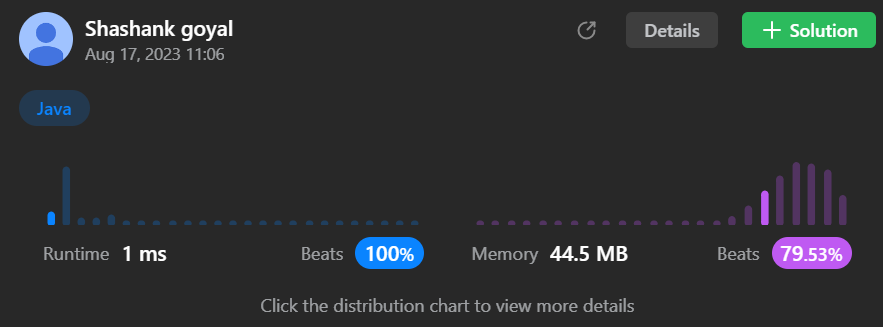 Shashank goyal
Aug 17, 2023 11:06
Details
+ Solution
Java
Runtime 1 ms Beats 100% Memory 44.5 MB Beats 79.53%
Click the distribution chart to view more details